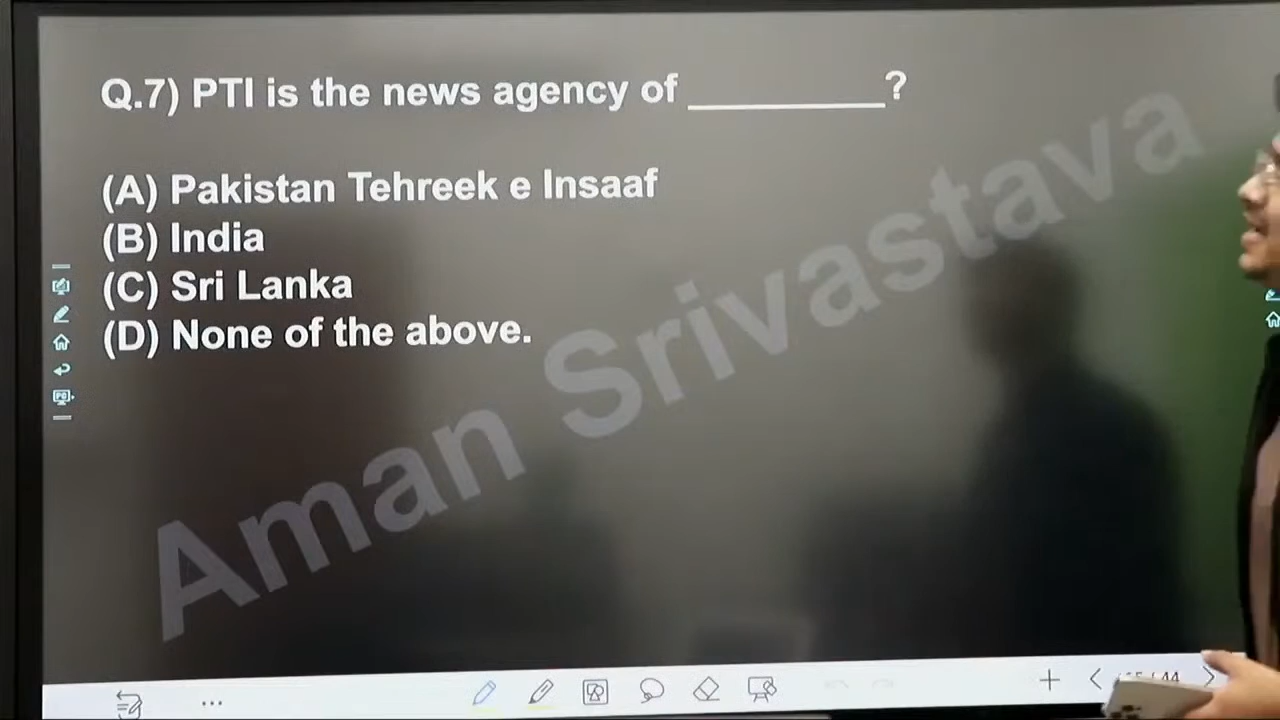 Q.7) PTI is the news agency of _________?
(A) Pakistan Tehreek e Insaaf
(B) India
(C) Sri Lanka
(D) None of the above.
Aman Srivastava